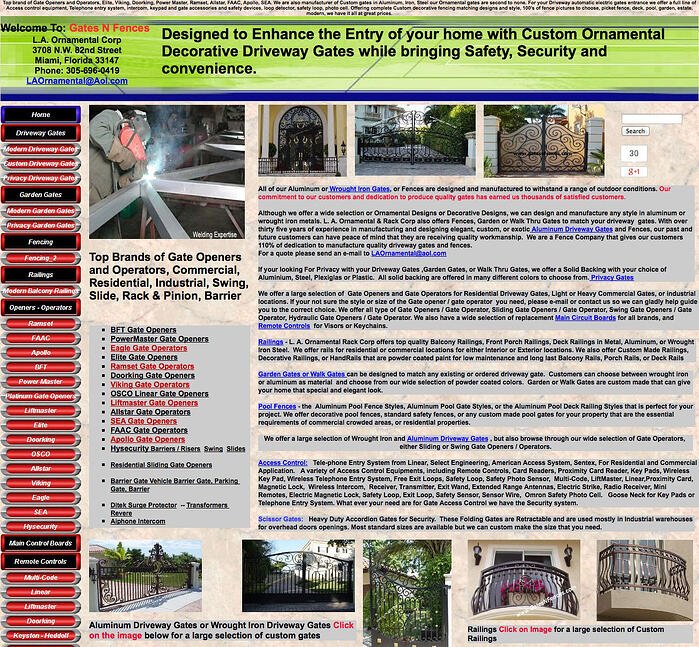 Top brand of Gate Openers and Operators, Elite, Viking, Doorking, Power Master, Ramset, Allstar, FAAC, Apollo, SEA. We are also manufacturer of Custom gates in Aluminum, Iron, Steel our Ornamental gates are second to none. For your Driveway automatic electric gates entrance we offer a full line of
Access control equipment, Telephone entry system, intercom, keypad and gate accessories and safety devices, loop detector, safety loop, photo cell. Offering complete Custom decorative fencing matching designs and style, 100's of fence pictures to choose, picket fence, deck, pool, garden, estate,
modern, we have it all at great prices.
Welcome To: Gates N Fences
L.A. Ornamental Corp
3708 N.W. 82nd Street
Miami, Florida 33147
Phone: 305-696-0419
LAOrnamental@Aol.com
Designed to Enhance the Entry of your home with Custom Ornamental
Decorative Driveway Gates while bringing Safety, Security and
convenience.
Home
Driveway Gates
Modern Driveway Gates
Custom Driveway Gates
Privacy Driveway Gates
Garden Gates
Modern Garden Gates
Privacy Garden Gates
Fencing
Fencing_2
Railings
Modern Balcony Railings
Openers - Operators
Ramset
FAAC
Apollo
BFT
Power Master
Platinum Gate Openers
Liftmaster
Elite
Doorking
OSCO
Allstar
Viking
Eagle
SEA
Hysecurity
Main Control Boards
Remote Controls
Multi-Code
Linear
Liftmaster
Doorking
Keyston - Heddolf
Welding Expertise
Top Brands of Gate Openers
and Operators, Commercial,
Residential, Industrial, Swing,
Slide, Rack & Pinion, Barrier
BFT Gate Openers
PowerMaster Gate Openers
Eagle Gate Operators
Elite Gate Openers
Ramset Gate Operators
Doorking Gate Openers
Viking Gate Operators
OSCO Linear Gate Openers
Liftmaster Gate Operators
Allstar Gate Openers
SEA Gate Openers
FAAC Gate Operators
Apollo Gate Openers
Hysecurity Barriers / Risers Swing Slides
Residential Sliding Gate Openers
Barrier Gate Vehicle Barrier Gate, Parking
Gate, Barrier
Ditek Surge Protector -- Transformers
Revere
Aiphone Intercom
Search
30
g+1
All of our Aluminum or Wrought Iron Gates, or Fences are designed and manufactured to withstand a range of outdoor conditions. Our
commitment to our customers and dedication to produce quality gates has earned us thousands of satisfied customers.
Although we offer a wide selection or Ornamental Designs or Decorative Designs, we can design and manufacture any style in aluminum or
wrought iron metals. L. A. Ornamental & Rack Corp also offers Fences, Garden or Walk Thru Gates to match your driveway gates. With over
thirty five years of experience in manufacturing and designing elegant, custom, or exotic Aluminum Driveway Gates and Fences, our past and
future customers can have peace of mind that they are receiving quality workmanship. We are a Fence Company that gives our customers
110% of dedication to manufacture quality driveway gates and fences.
For a quote please send an e-mail to LAOrnamental@aol.com
If your looking For Privacy with your Driveway Gates ,Garden Gates, or Walk Thru Gates, we offer a Solid Backing with your choice of
Aluminium, Steel, Plexiglas or Plastic. All solid backing are offered in many different colors to choose from. Privacy Gates
We offer a large selection of Gate Openers and Gate Operators for Residential Driveway Gates, Light or Heavy Commercial Gates, or industrial
locations. If your not sure the style or size of the Gate opener / gate operator you need, please e-mail or contact us so we can gladly help guide
you to the correct choice. We offer all type of Gate Openers / Gate Operator, Sliding Gate Openers / Gate Operator, Swing Gate Openers / Gate
Operator, Hydraulic Gate Openers / Gate Operator. We also have a wide selection of replacement Main Circuit Boards for all brands, and
Remote Controls for Visors or Keychains.
Railings - L. A. Ornamental & Rack Corp offers top quality Balcony Railings, Front Porch Railings, Deck Railings in Metal, Aluminum, or Wrought
Iron Steel. We offer rails for residential or commercial locations for either Interior or Exterior locations. We also offer Custom Made Railings,
Decorative Railings, or HandRails that are powder coated paint for low maintenance and long last Balcony Rails, Porch Rails, or Deck Rails
Garden Gates or Walk Gates can be designed to match any existing or ordered driveway gate. Customers can choose between wrought iron
or aluminum as material and choose from our wide selection of powder coated colors. Garden or Walk Gates are custom made that can give
your home that special and elegant look.
Pool Fences - the Aluminum Pool Fence Styles, Aluminum Pool Gate Styles, or the Aluminum Pool Deck Railing Styles that is perfect for your
project. We offer decorative pool fences, standard safety fences, or any custom made pool gates for your property that are the essential
requirements of commercial crowded areas, or residential properties.
We offer a large selection of Wrought Iron and Aluminum Driveway Gates , but also browse through our wide selection of Gate Operators,
either Sliding or Swing Gate Openers / Operators.
Access Control: Tele-phone Entry System from Linear, Select Engineering, American Access System, Sentex, For Residential and Commercial
Application. A variety of Access Control Equipments, including Remote Controls, Card Readers, Proximity Card Reader, Key Pads, Wireless
Key Pad, Wireless Telephone Entry System, Free Exit Loops, Safety Loop, Safety Photo Sensor, Multi-Code, LiftMaster, Linear,Proximity Card,
Magnetic Lock, Wireless Intercom, Receiver, Transmitter, Exit Wand, Extended Range Antennas, Electric Strike, Radio Receiver, Mini
Remotes, Electric Magnetic Lock, Safety Loop, Exit Loop, Safety Sensor, Sensor Wire, Omron Safety Photo Cell. Goose Neck for Key Pads or
Telephone Entry System. What ever your need for Gate Access Control we have the Security system.
Scissor Gates: Heavy Duty Accordion Gates for Security. These Folding Gates are Retractable and are used mostly in Industrial warehouses
for overhead doors openings. Most standard sizes are available but we can custom make the size that you need.
Aluminum Driveway Gates or Wrought Iron Driveway Gates Click
on the image below for a large selection of custom gates
Railings Click on Image for a large selection of Custom
Railings